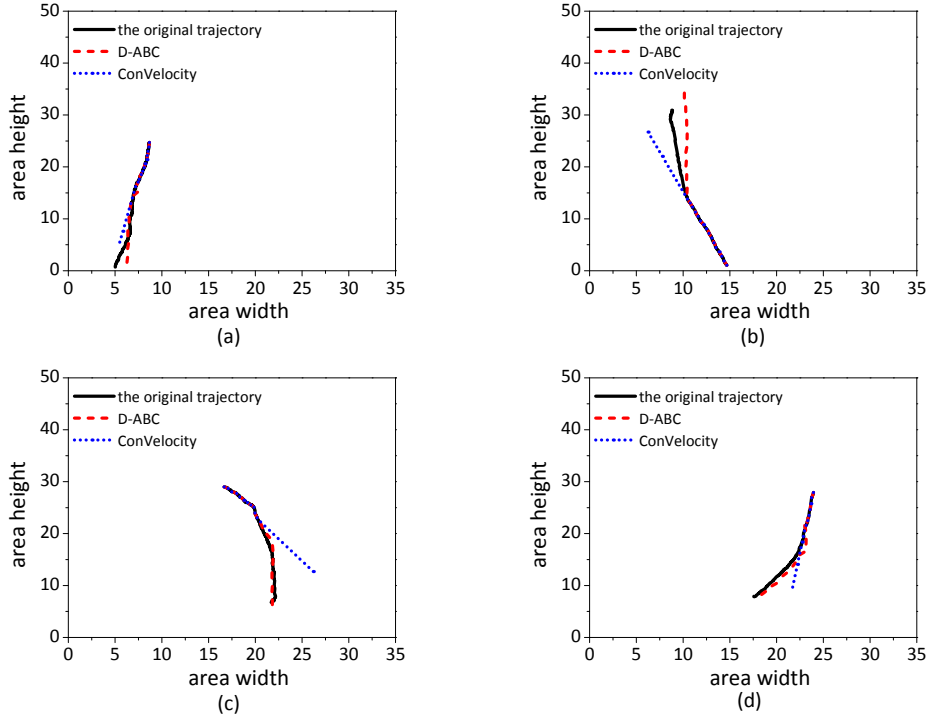 50
40
30
20
10
0
area height
the original trajectory
D-ABC
ConVelocity
0 5 10 15 20 25 30 35
area width
(a)
50
40
30
20
10
0
area height
the original trajectory
D-ABC
ConVelocity
0 5 10 15 20 25 30 35
area width
(b)
50
40
30
20
10
0
area height
the original trajectory
D-ABC
ConVelocity
0 5 10 15 20 25 30 35
area width
(c)
50
40
30
20
10
0
area height
the original trajectory
D-ABC
ConVelocity
0 5 10 15 20 25 30 35
area width
(d)